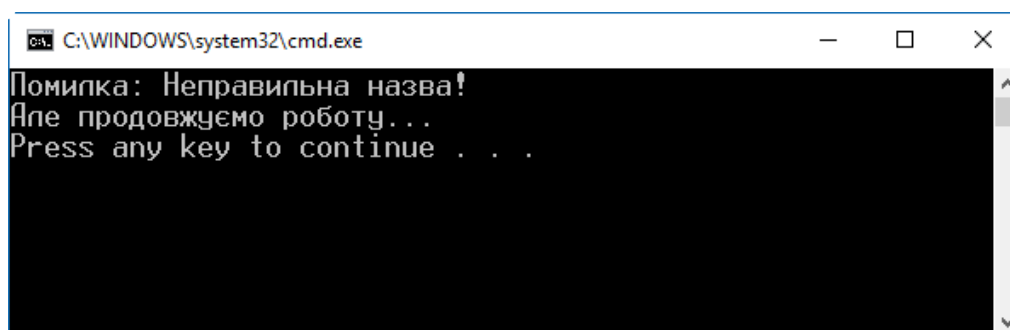 C:\WINDOWS\system32\cmd.exe
Помилка: Неправильна назва!
Але продовжуємо роботу...
Press any key to continue . . .